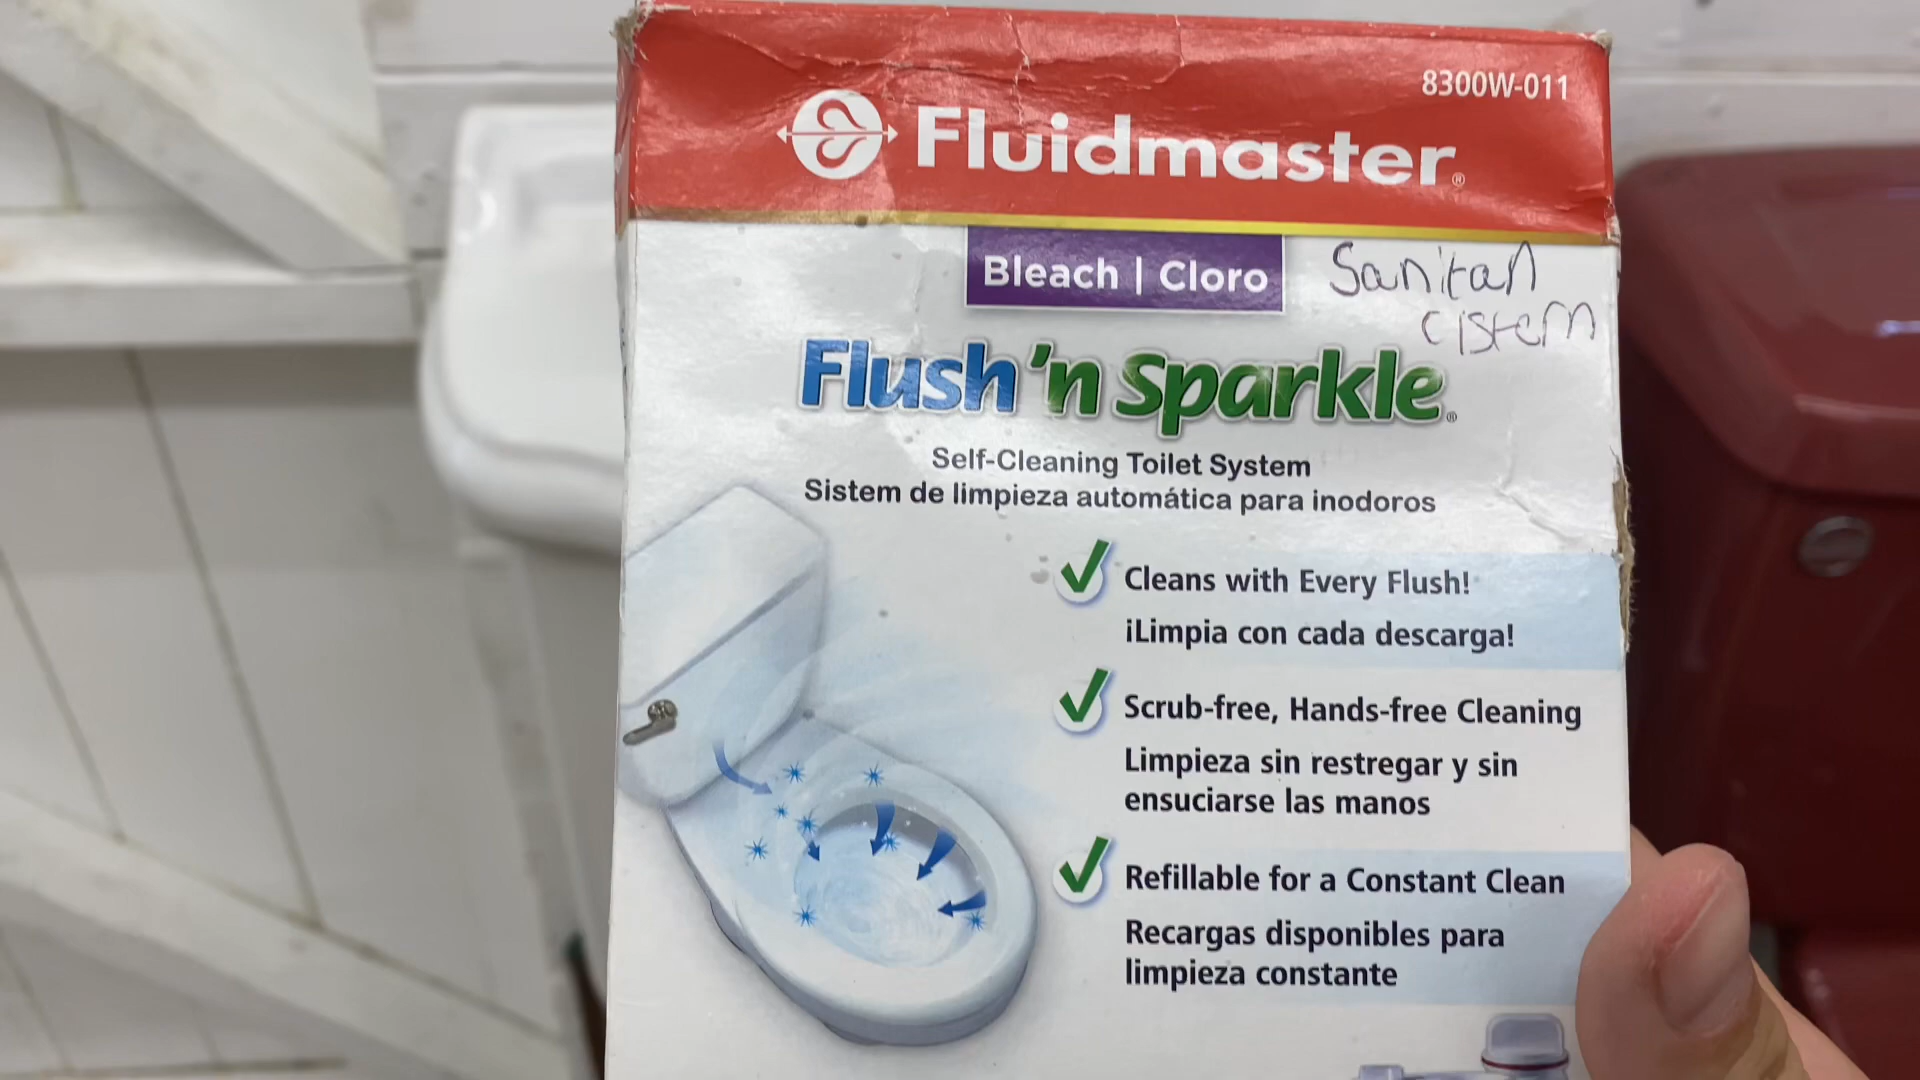 8300W-011
Fluidmaster®
Bleach | Cloro
Sanitan
cistern
Flush 'n Sparkle®
Self-Cleaning Toilet System
Sistem de limpieza automática para inodoros
Cleans with Every Flush!
¡Limpia con cada descarga!
Scrub-free, Hands-free Cleaning
Limpieza sin restregar y sin
ensuciarse las manos
Refillable for a Constant Clean
Recargas disponibles para
limpieza constante